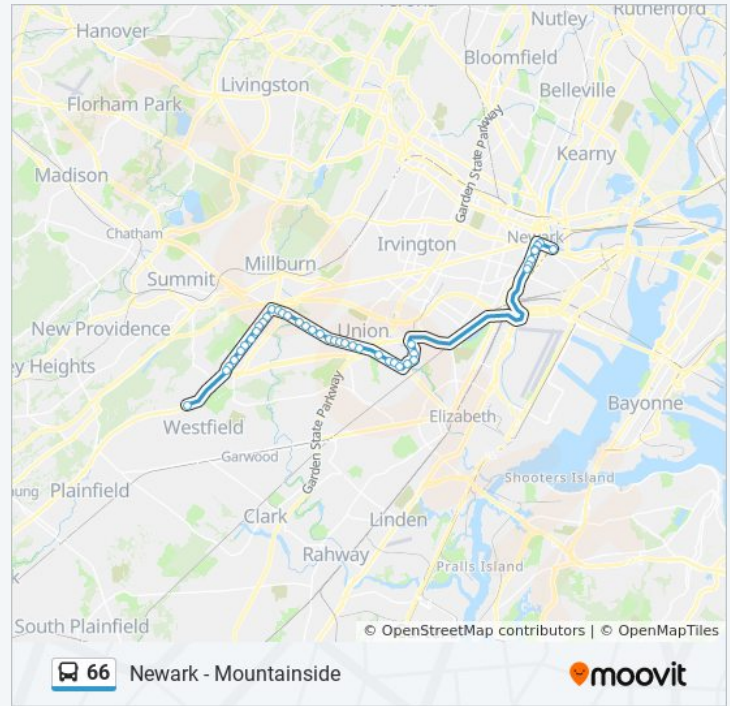 Hanover
Nutley
Rutherford
Bloomfield
Livingston
Belleville
Florham Park
Garden State Parkway
Kearny
Madison
Chatham
Irvington
Newark
Millburn
Summit
New Providence
Union
ey Heights
Garden State Parkway
Bayonne
Elizabeth
Westfield
Garwood
Shooters Island
ung
Plainfield
Clark
Linden
Rahway
Pralls Island
k
South Plainfield
© OpenStreetMap contributors | © OpenMapTiles
66 Newark - Mountainside
moovit